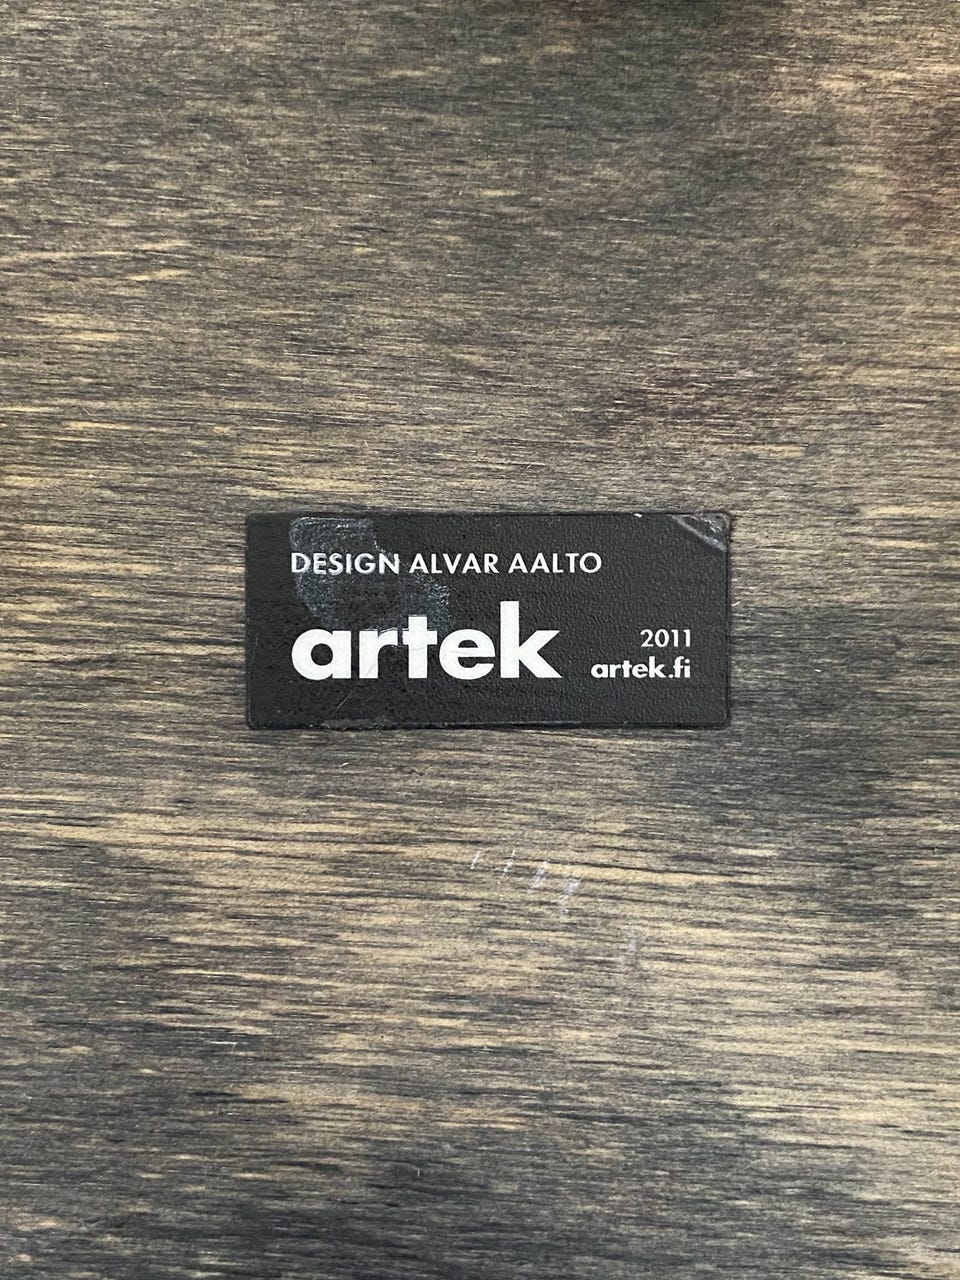 DESIGN ALVAR AALTO
artek
2011
artek.fi